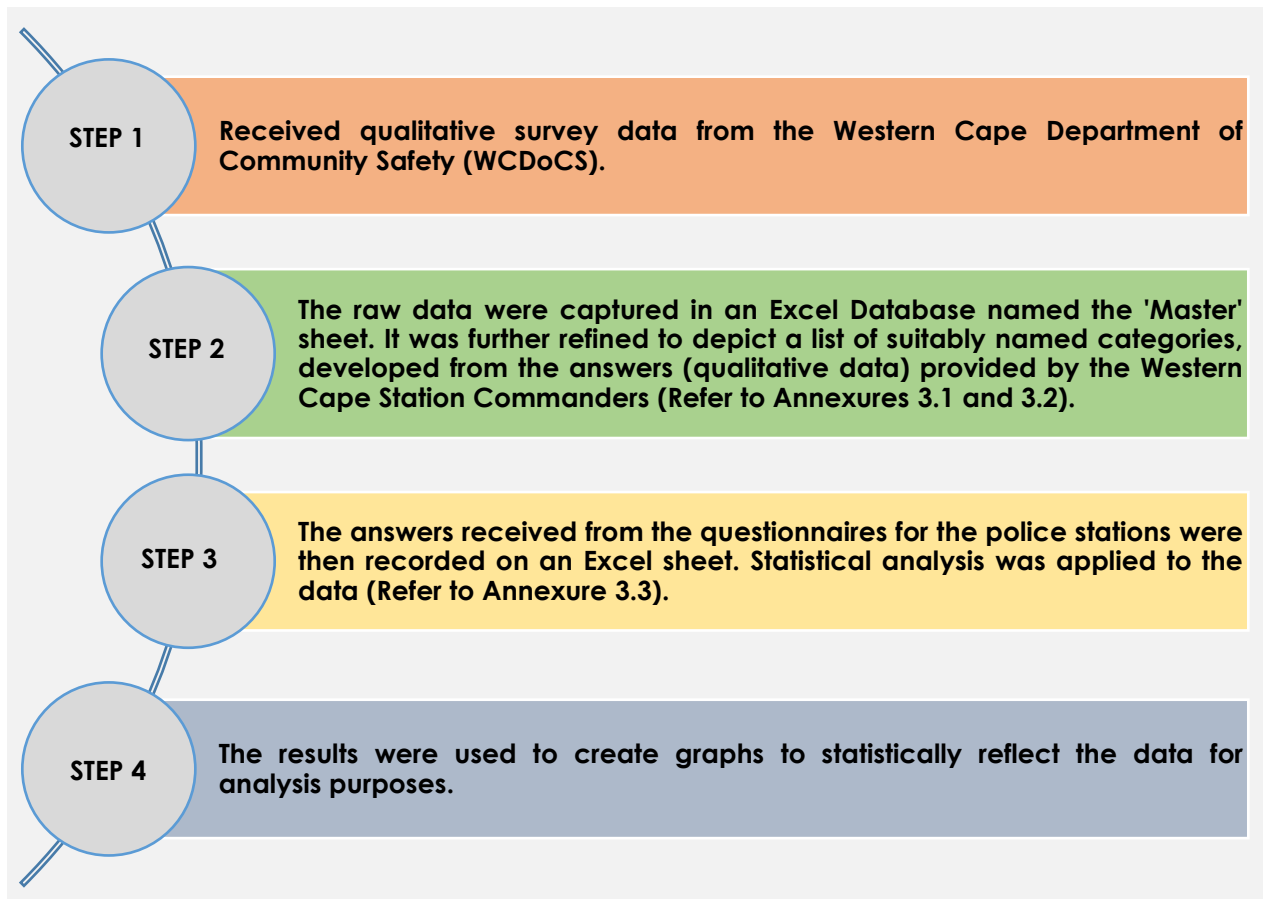 STEP 1
Received qualitative survey data from the Western Cape Department of
Community Safety (WCDoCS).
STEP 2
The raw data were captured in an Excel Database named the 'Master'
sheet. It was further refined to depict a list of suitably named categories,
developed from the answers (qualitative data) provided by the Western
Cape Station Commanders (Refer to Annexures 3.1 and 3.2).
STEP 3
The answers received from the questionnaires for the police stations were
then recorded on an Excel sheet. Statistical analysis was applied to the
data (Refer to Annexure 3.3).
STEP 4
The results were used to create graphs to statistically reflect the data for
analysis purposes.